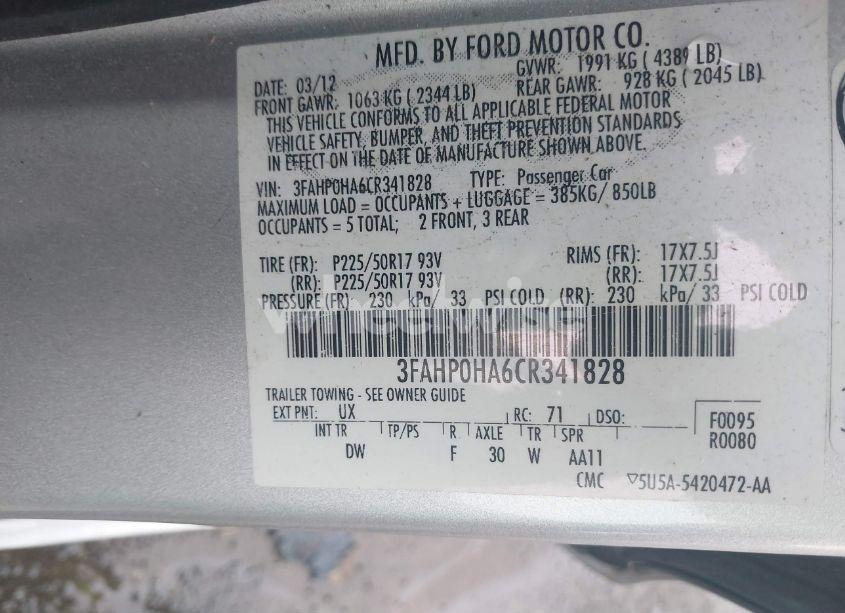 MFD. BY FORD MOTOR CO.
DATE: 03/12 GVWR: 1991 KG ( 4389 LB)
FRONT GAWR: 1063 KG ( 2344 LB) REAR GAWR: 928 KG ( 2045 LB)
THIS VEHICLE CONFORMS TO ALL APPLICABLE FEDERAL MOTOR
VEHICLE SAFETY, BUMPER, AND THEFT PREVENTION STANDARDS
IN EFFECT ON THE DATE OF MANUFACTURE SHOWN ABOVE.
VIN: 3FAHP0HA6CR341828 TYPE: Passenger Car
MAXIMUM LOAD = OCCUPANTS + LUGGAGE = 385KG/ 850LB
OCCUPANTS = 5 TOTAL; 2 FRONT, 3 REAR
TIRE (FR): P225/50R17 93V RIMS (FR): 17X7.5J
(RR): P225/50R17 93V (RR): 17X7.5J
PRESSURE (FR): 230 kPa/ 33 PSI COLD (RR): 230 kPa/ 33 PSI COLD
wheelwise
3FAHP0HA6CR341828
TRAILER TOWING - SEE OWNER GUIDE
EXT PNT: UX RC: 71 DSO: F0095
INT TR TP/PS R AXLE TR SPR R0080
DW F 30 W AA11
CMC ▽5U5A-5420472-AA